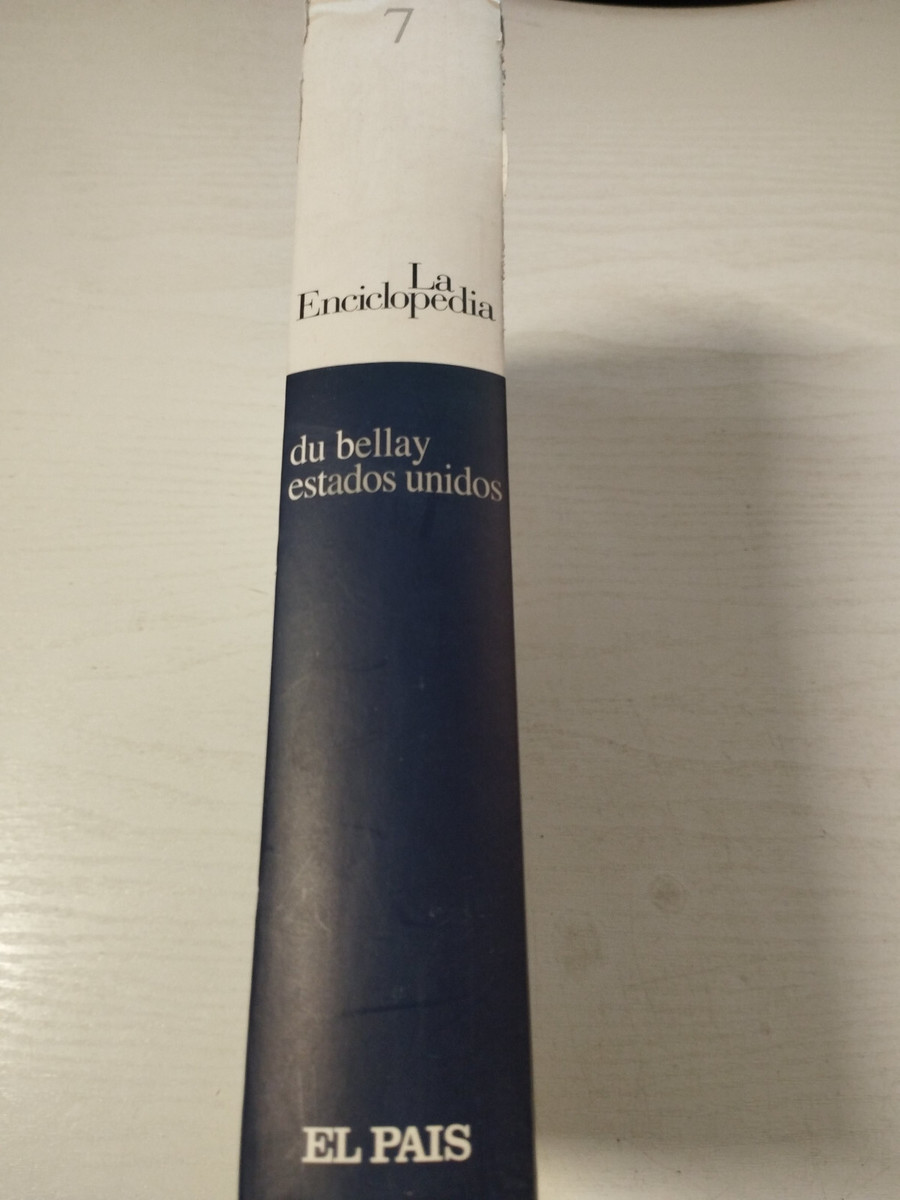 7
La
Enciclopedia
du bellay
estados unidos
EL PAIS